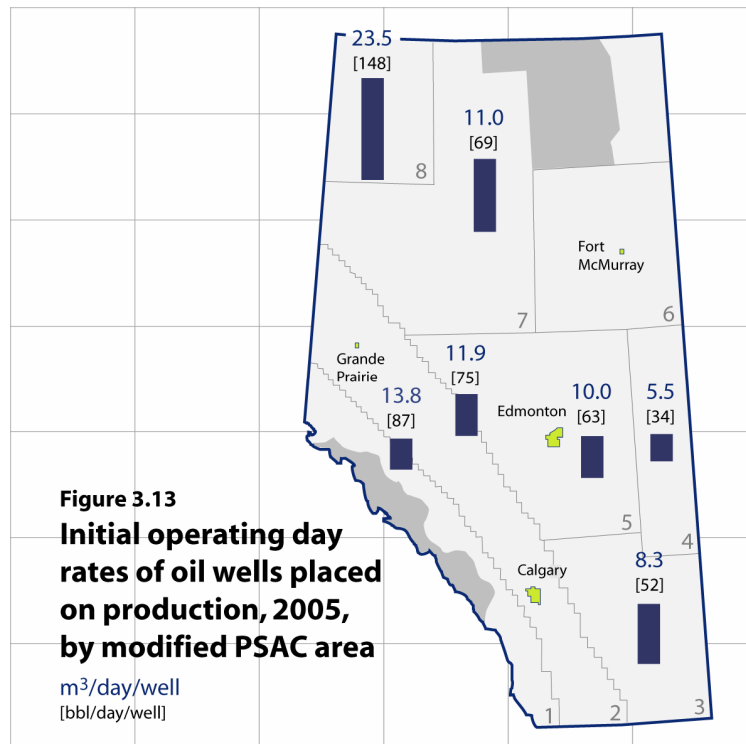 23.5
[148]
11.0
[69]
8
Fort
McMurray
7
6
Grande
Prairie
11.9
[75]
13.8
[87]
Edmonton
10.0
[63]
5.5
[34]
5
4
Calgary
8.3
[52]
1
2
3
Figure 3.13
Initial operating day
rates of oil wells placed
on production, 2005,
by modified PSAC area
m³/day/well
[bbl/day/well]